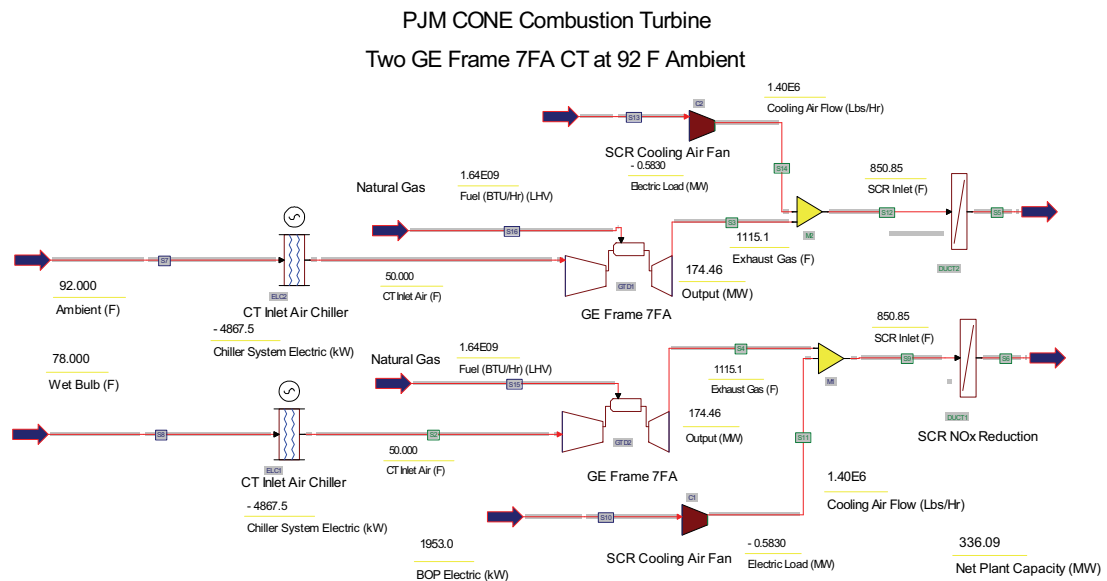 PJM CONE Combustion Turbine
Two GE Frame 7FA CT at 92 F Ambient
1.40E6
Cooling Air Flow (Lbs/Hr)
C2
S13
SCR Cooling Air Fan
- 0.5830
Electric Load (MW)
S14
850.85
SCR Inlet (F)
Natural Gas
1.64E09
Fuel (BTU/Hr) (LHV)
S16
S3
M2
S12
S5
1115.1
Exhaust Gas (F)
DUCT2
S7
92.000
Ambient (F)
ELC2
CT Inlet Air Chiller
50.000
CT Inlet Air (F)
GTD1
174.46
Output (MW)
GE Frame 7FA
- 4867.5
Chiller System Electric (kW)
78.000
Wet Bulb (F)
Natural Gas
1.64E09
Fuel (BTU/Hr) (LHV)
S15
S4
850.85
SCR Inlet (F)
M1
S9
S6
1115.1
Exhaust Gas (F)
DUCT1
SCR NOx Reduction
S8
ELC1
CT Inlet Air Chiller
S2
50.000
CT Inlet Air (F)
GTD2
174.46
Output (MW)
GE Frame 7FA
S11
- 4867.5
Chiller System Electric (kW)
1.40E6
Cooling Air Flow (Lbs/Hr)
C1
S10
SCR Cooling Air Fan
- 0.5830
Electric Load (MW)
1953.0
BOP Electric (kW)
336.09
Net Plant Capacity (MW)